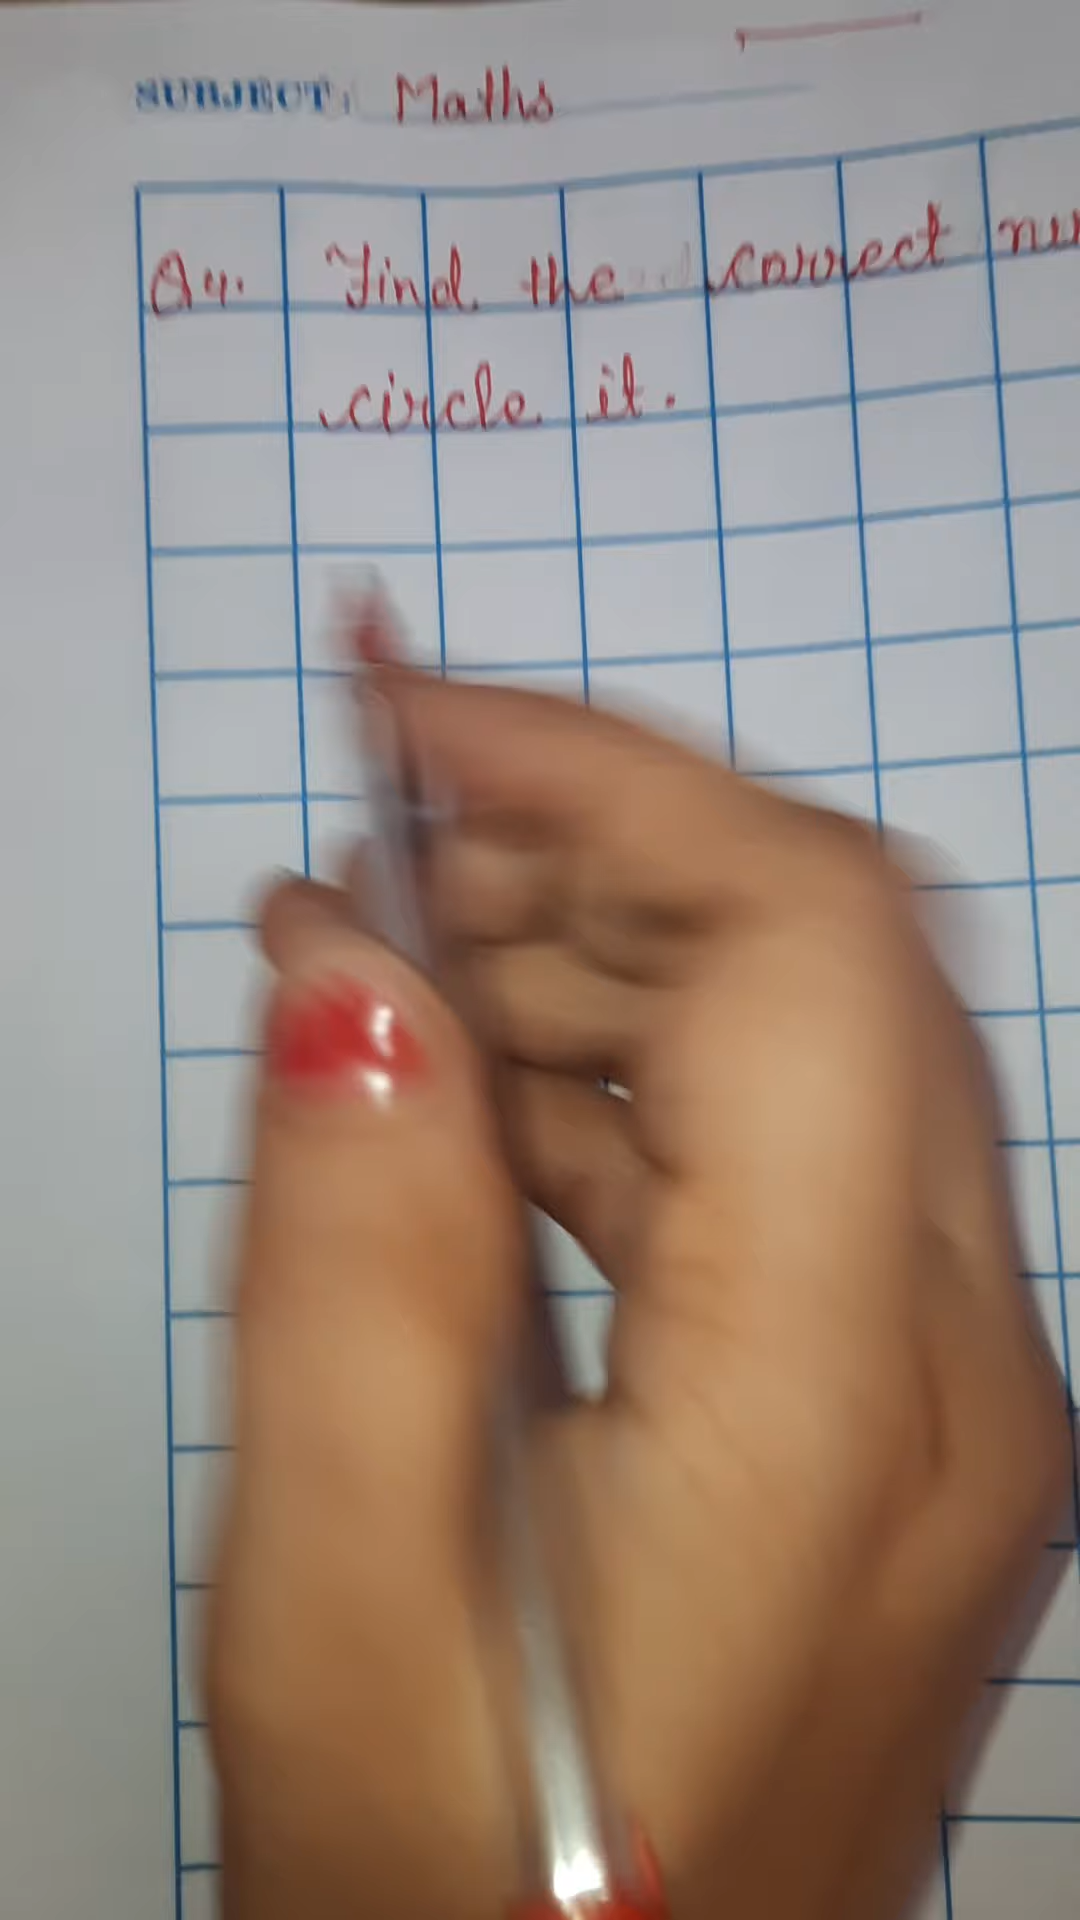 SUBJECT: Maths
Q4. Find the correct
circle it.